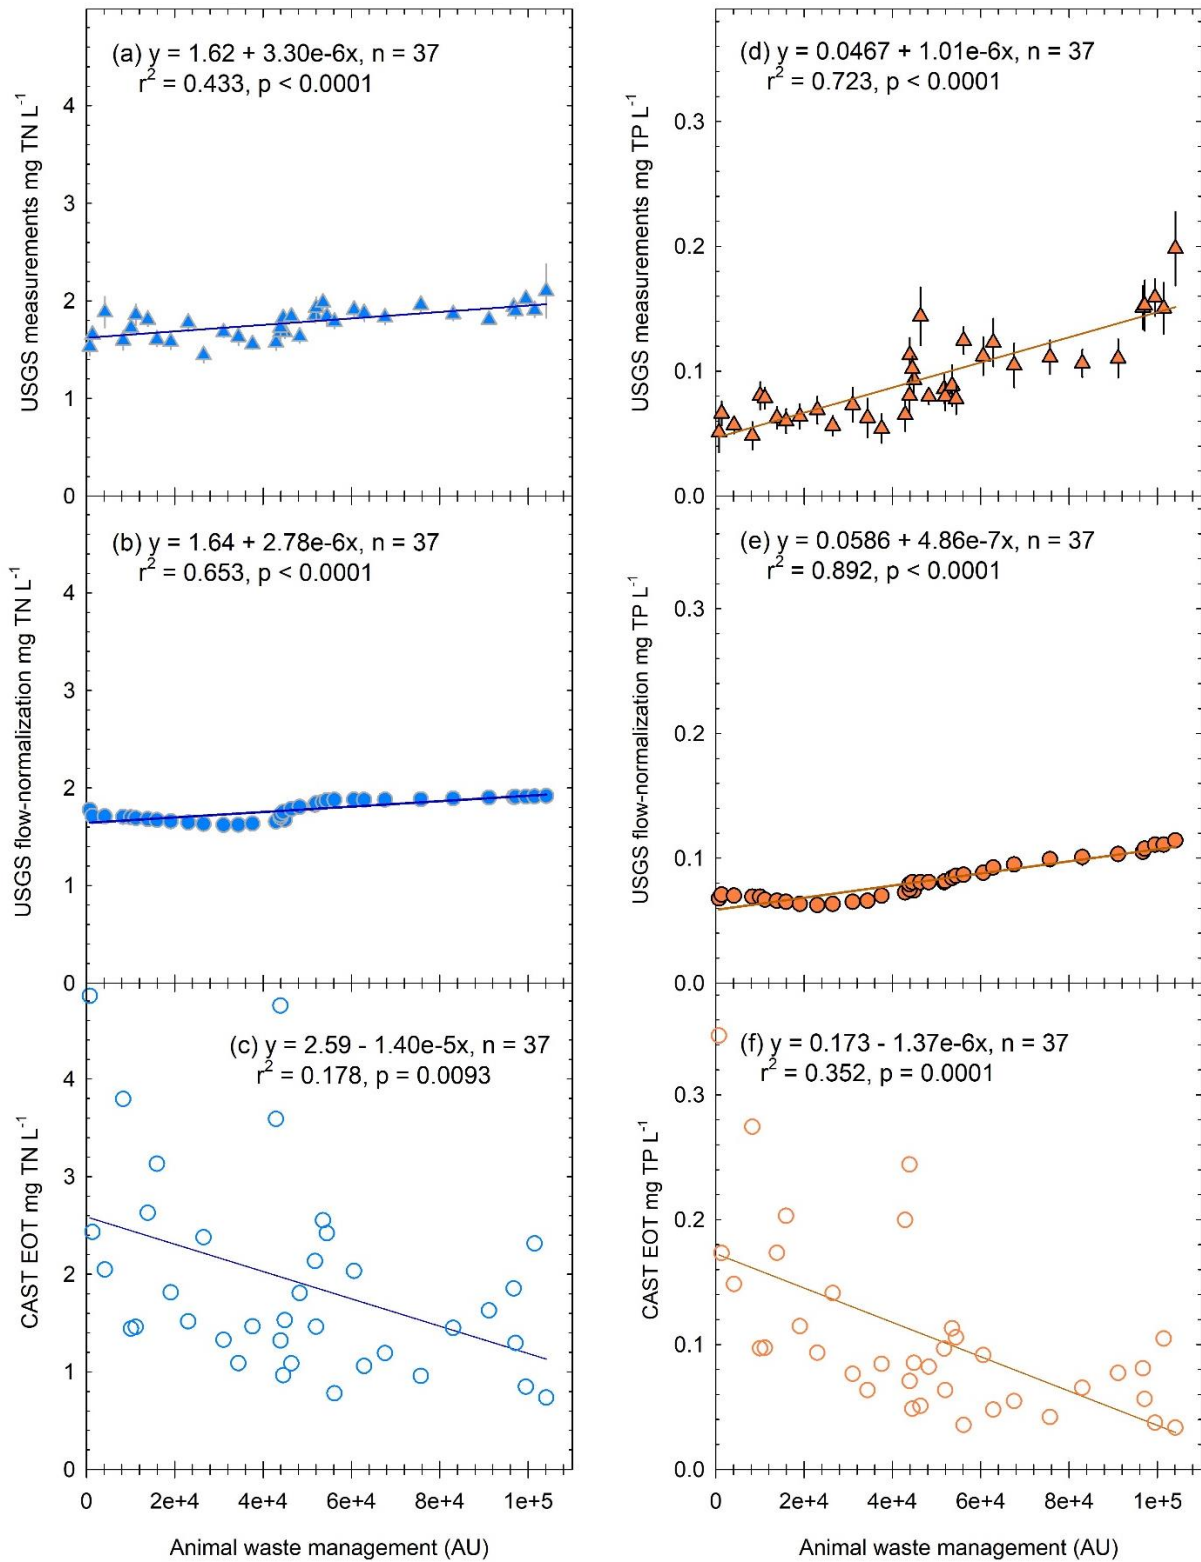 (a) y = 1.62 + 3.30e-6x, n = 37
r² = 0.433, p < 0.0001
USGS measurements mg TN L⁻¹
4
3
2
1
0
(d) y = 0.0467 + 1.01e-6x, n = 37
r² = 0.723, p < 0.0001
USGS measurements mg TP L⁻¹
0.3
0.2
0.1
0.0
(b) y = 1.64 + 2.78e-6x, n = 37
r² = 0.653, p < 0.0001
USGS flow-normalization mg TN L⁻¹
4
3
2
1
0
(e) y = 0.0586 + 4.86e-7x, n = 37
r² = 0.892, p < 0.0001
USGS flow-normalization mg TP L⁻¹
0.3
0.2
0.1
0.0
(c) y = 2.59 - 1.40e-5x, n = 37
r² = 0.178, p = 0.0093
CAST EOT mg TN L⁻¹
4
3
2
1
0
0 2e+4 4e+4 6e+4 8e+4 1e+5
Animal waste management (AU)
(f) y = 0.173 - 1.37e-6x, n = 37
r² = 0.352, p = 0.0001
CAST EOT mg TP L⁻¹
0.3
0.2
0.1
0.0
0 2e+4 4e+4 6e+4 8e+4 1e+5
Animal waste management (AU)